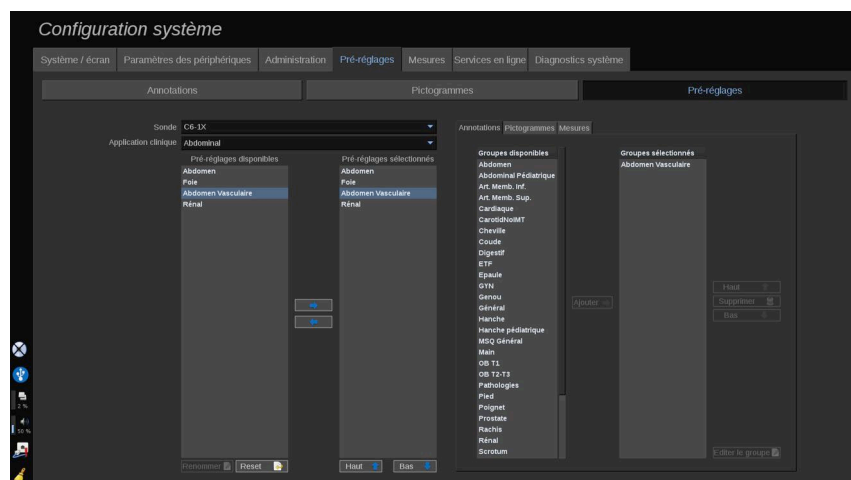 Configuration système
Système / écran Paramètres des périphériques Administration Pré-réglages Mesures Services en ligne Diagnostics système
Annotations Pictogrammes Pré-réglages
Sonde C6-1X
Application clinique Abdominal
Pré-réglages disponibles
Abdomen
Foie
Abdomen Vasculaire
Rénal
Renommer Reset
Pré-réglages sélectionnés
Abdomen
Foie
Abdomen Vasculaire
Rénal
Haut Bas
Annotations Pictogrammes Mesures
Groupes disponibles
Abdomen
Abdominal Pédiatrique
Art. Memb. Inf.
Art. Memb. Sup.
Cardiaque
CarotidNoIMT
Cheville
Coude
Digestif
ETF
Epaule
GYN
Genou
Général
Hanche
Hanche pédiatrique
MSQ Général
Main
OB T1
OB T2-T3
Pathologies
Pied
Poignet
Prostate
Rachis
Rénal
Scrotum
Ajouter
Groupes sélectionnés
Abdomen Vasculaire
Haut
Supprimer
Bas
Editer le groupe
2 %
50 %